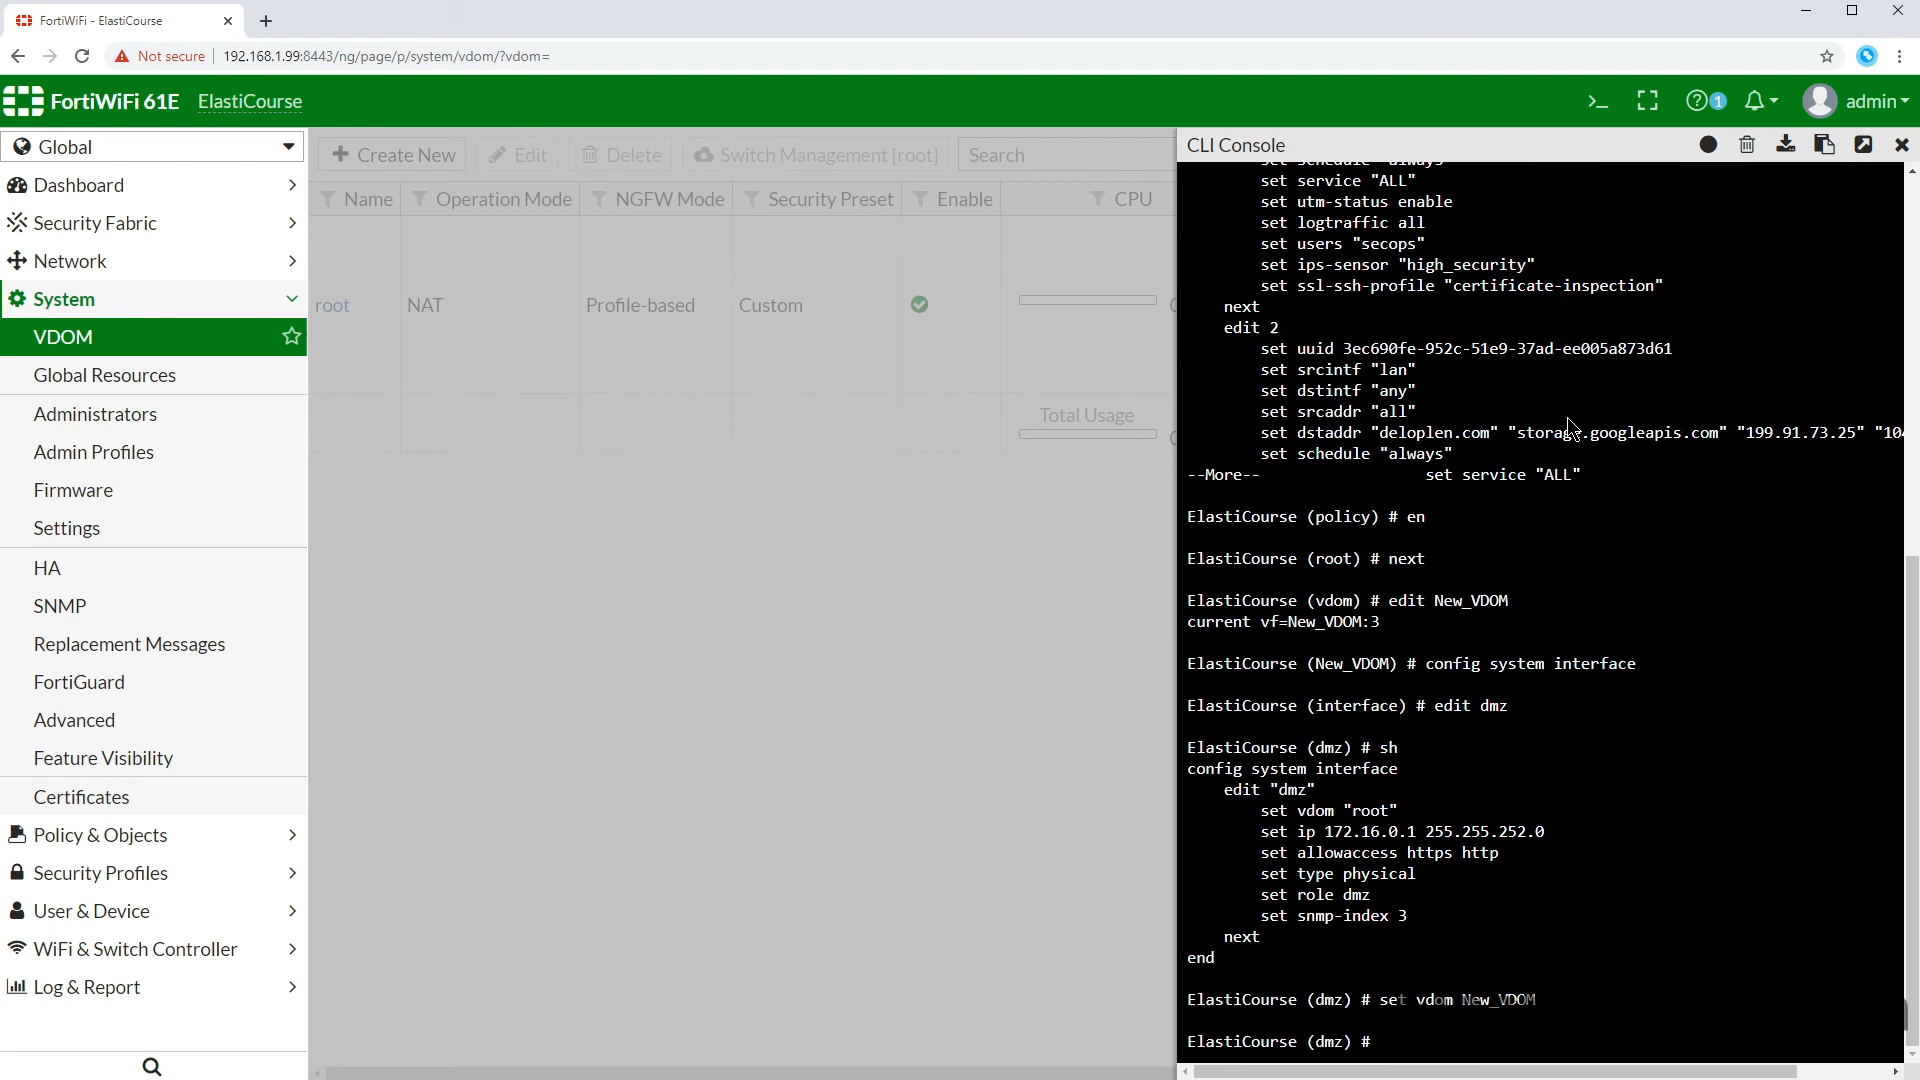 FortiWiFi - ElastiCourse
Not secure
192.168.1.99:8443/ng/page/p/system/vdom/?vdom=
FortiWiFi 61E ElastiCourse
1
admin
Global
Dashboard
Security Fabric
Network
System
VDOM
Global Resources
Administrators
Admin Profiles
Firmware
Settings
HA
SNMP
Replacement Messages
FortiGuard
Advanced
Feature Visibility
Certificates
Policy & Objects
Security Profiles
User & Device
WiFi & Switch Controller
Log & Report
Create New Edit Delete Switch Management [root] Search
Name Operation Mode NGFW Mode Security Preset Enable CPU
root NAT Profile-based Custom
Total Usage
CLI Console
set schedule "always"
set service "ALL"
set utm-status enable
set logtraffic all
set users "secops"
set ips-sensor "high_security"
set ssl-ssh-profile "certificate-inspection"
next
edit 2
set uuid 3ec690fe-952c-51e9-37ad-ee005a873d61
set srcintf "lan"
set dstintf "any"
set srcaddr "all"
set dstaddr "deloplen.com" "storage.googleapis.com" "199.91.73.25" "10
set schedule "always"
--More-- set service "ALL"
ElastiCourse (policy) # en
ElastiCourse (root) # next
ElastiCourse (vdom) # edit New_VDOM
current vf=New_VDOM:3
ElastiCourse (New_VDOM) # config system interface
ElastiCourse (interface) # edit dmz
ElastiCourse (dmz) # sh
config system interface
edit "dmz"
set vdom "root"
set ip 172.16.0.1 255.255.252.0
set allowaccess https http
set type physical
set role dmz
set snmp-index 3
next
end
ElastiCourse (dmz) # set vdom New_VDOM
ElastiCourse (dmz) #